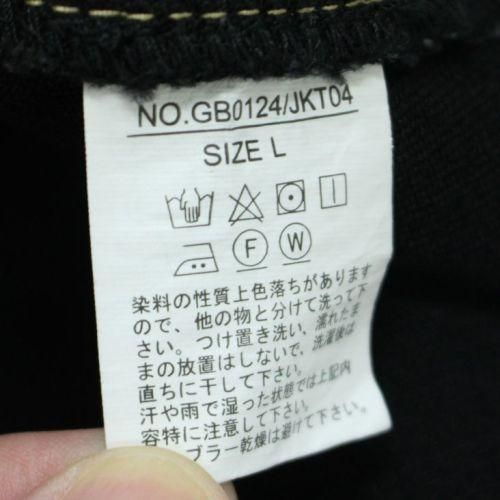 NO.GB0124/JKT04
SIZE L
F W
染料の性質上色落ちがあります
ので、他の物と分けて洗って下
さい。つけ置き洗い、濡れたま
まの放置はしないで、洗濯後は
直ちに干して下さい。
汗や雨で湿った状態では上記内
容特に注意して下さい。
ブラー乾燥は避けて下さい。